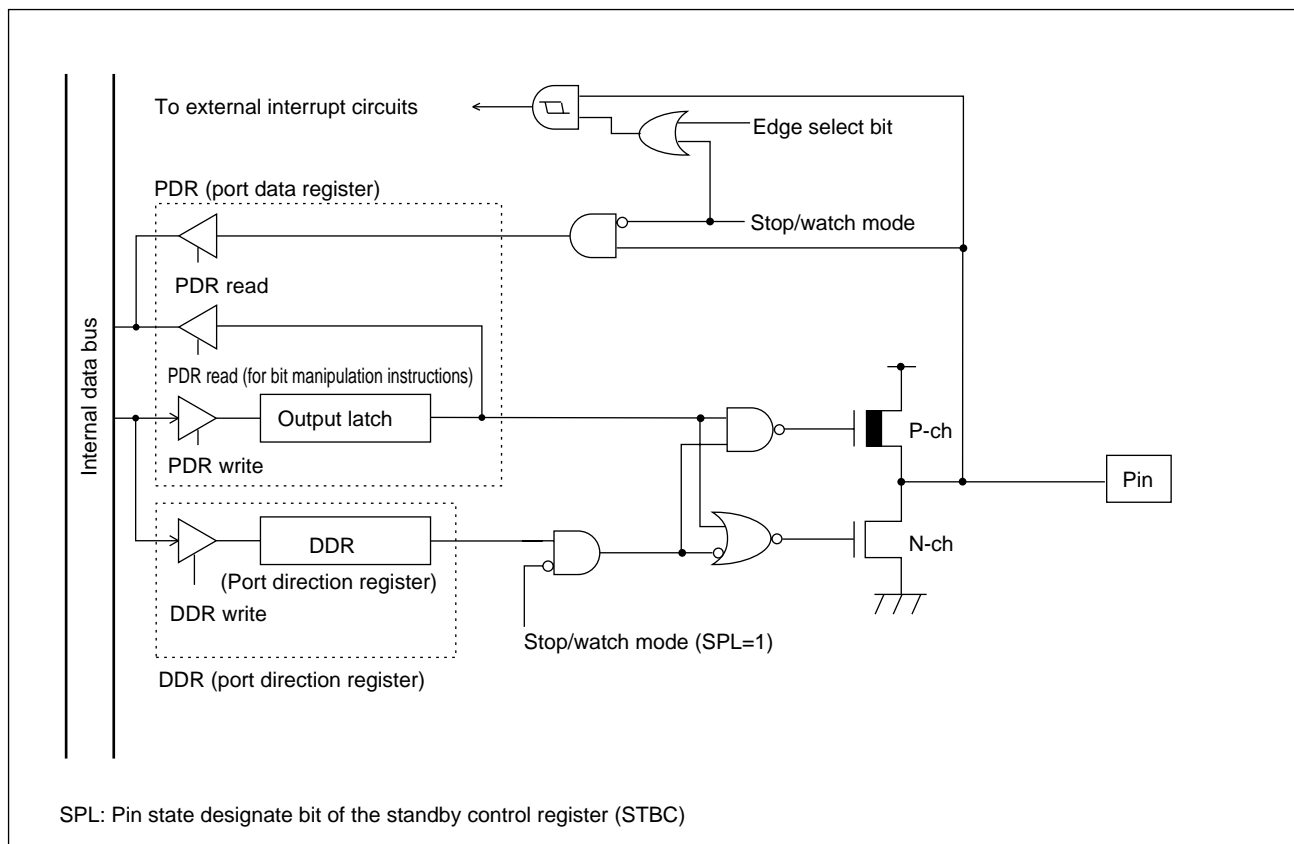 To external interrupt circuits
Edge select bit
PDR (port data register)
Stop/watch mode
PDR read
PDR read (for bit manipulation instructions)
Internal data bus
Output latch
P-ch
PDR write
Pin
DDR
N-ch
(Port direction register)
DDR write
Stop/watch mode (SPL=1)
DDR (port direction register)
SPL: Pin state designate bit of the standby control register (STBC)